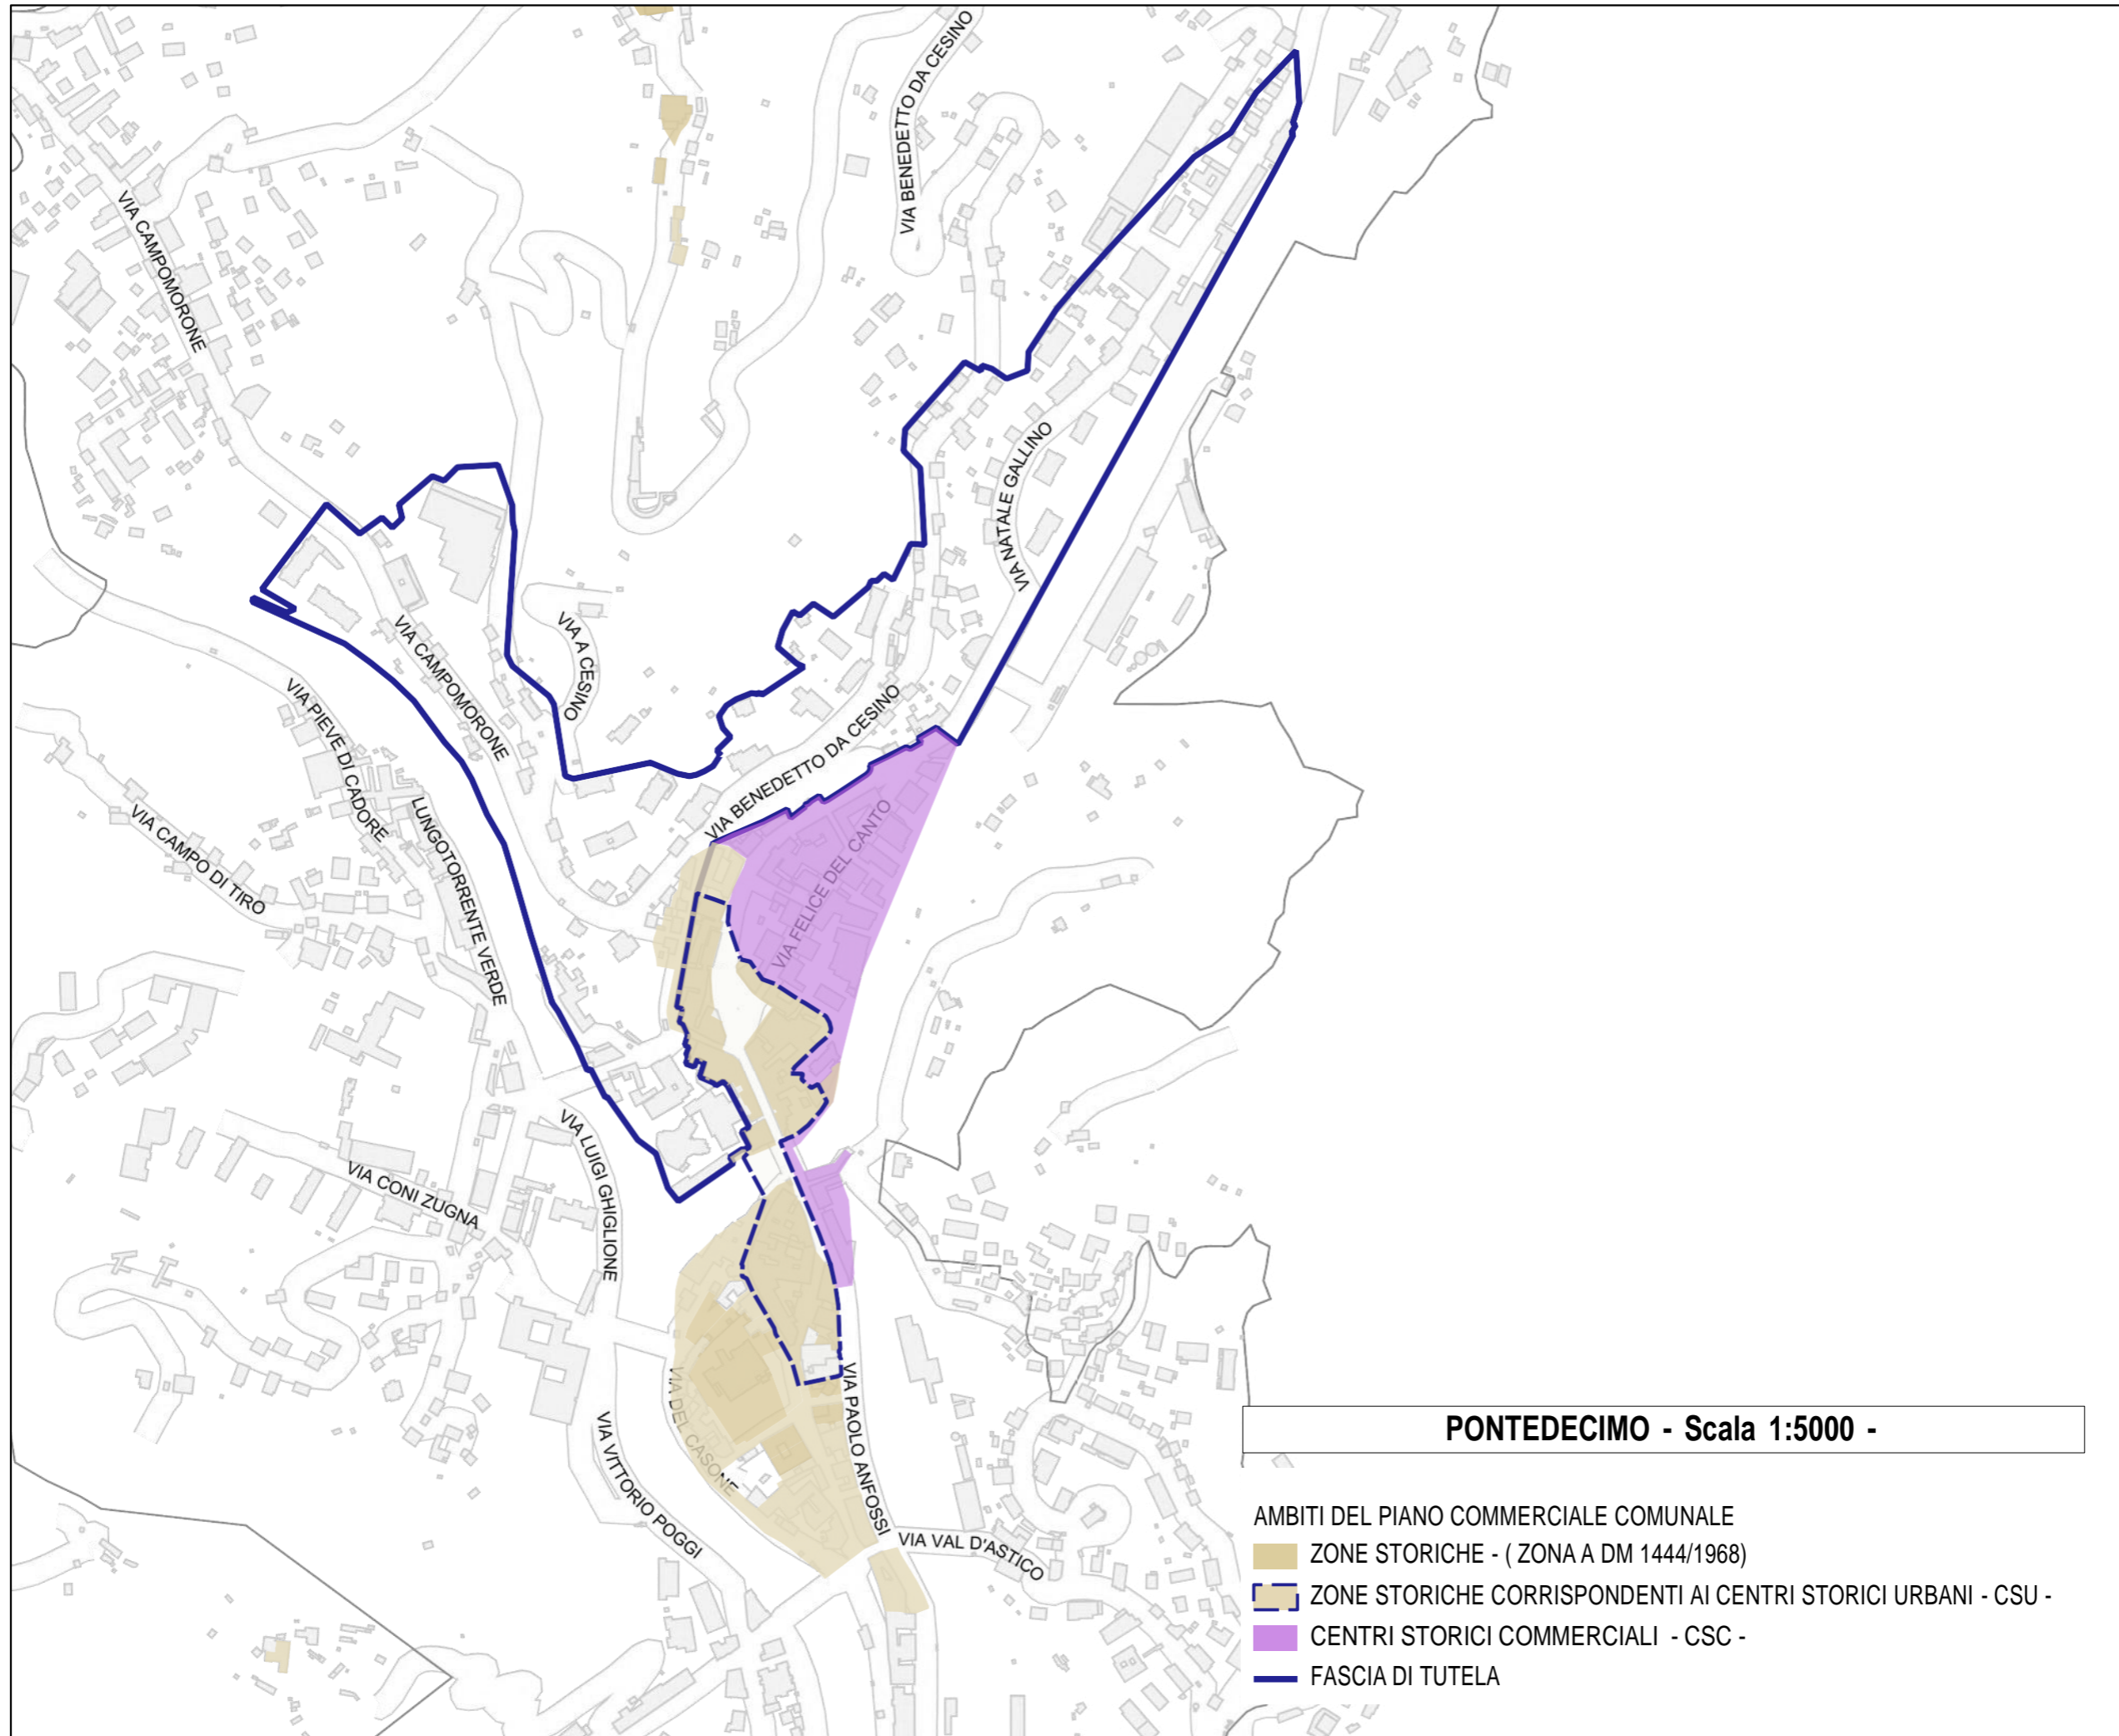 VIA BENEDETTO DA CESINO
VIA BENEDETTO DA CESINO
VIA CAMPOMORONE
VIA NATALE GALLINO
VIA CAMPOMORONE
VIA A CESINO
VIA PIEVE DI CADORE
VIA BENEDETTO DA CESINO
VIA CAMPO DI TIRO
LUNGOTORRENTE VERDE
VIA FELICE DEL CANTO
VIA LUIGI GHIGLIONE
VIA CONI ZUGNA
VIA DEL CASONE
VIA PAOLO ANFOSSI
VIA VITTORIO POGGI
VIA VAL D'ASTICO
PONTEDECIMO - Scala 1:5000 -
AMBITI DEL PIANO COMMERCIALE COMUNALE
ZONE STORICHE - ( ZONA A DM 1444/1968)
ZONE STORICHE CORRISPONDENTI AI CENTRI STORICI URBANI - CSU -
CENTRI STORICI COMMERCIALI - CSC -
FASCIA DI TUTELA